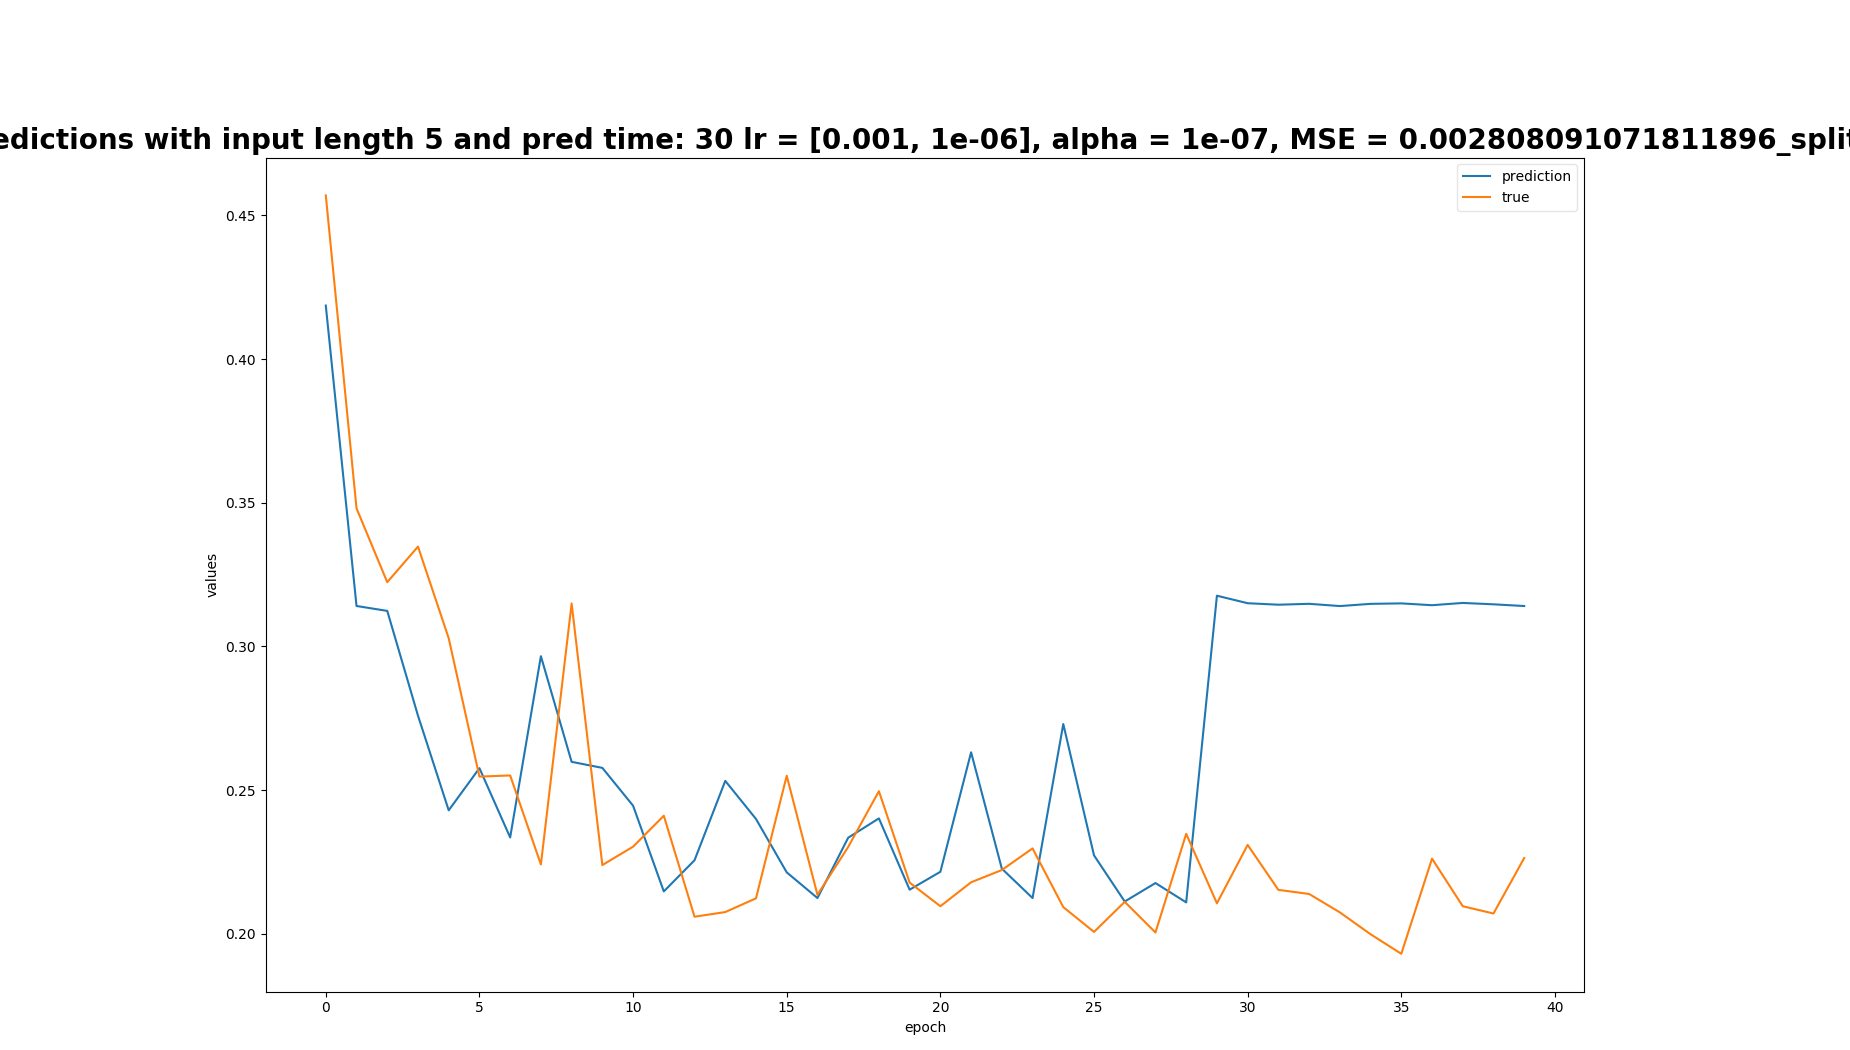 edictions with input length 5 and pred time: 30 lr = [0.001, 1e-06], alpha = 1e-07, MSE = 0.002808091071811896_split
prediction
true
0.45
0.40
0.35
0.30
0.25
0.20
values
0 5 10 15 20 25 30 35 40
epoch